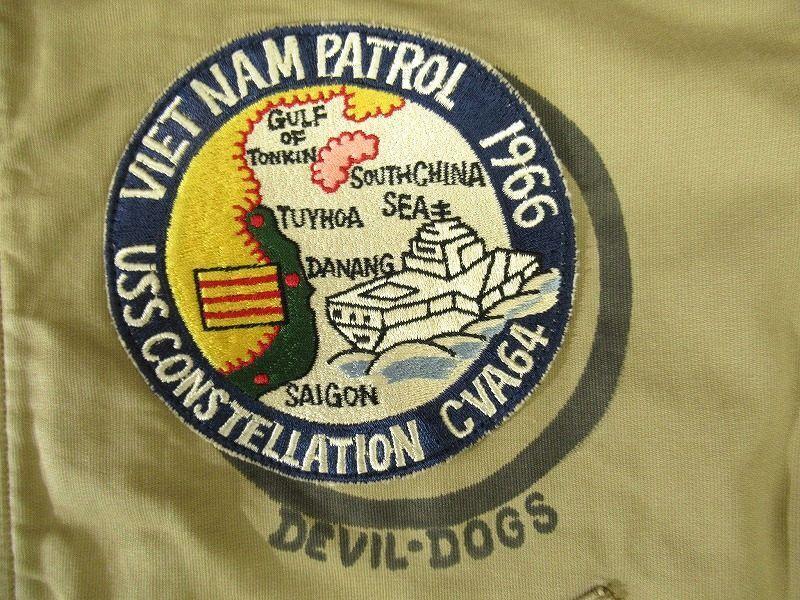 VIET NAM PATROL 1966
GULF
OF
TONKIN
SOUTH CHINA
SEA
TUYHOA
DANANG
SAIGON
USS CONSTELLATION CVA64
DEVIL-DOGS